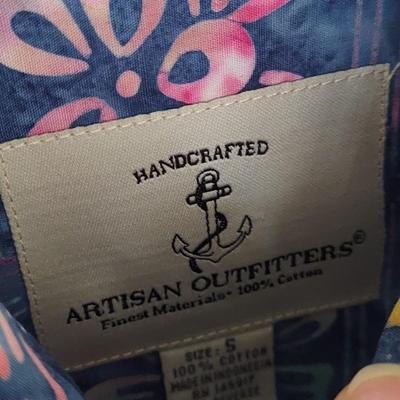 HANDCRAFTED
ARTISAN OUTFITTERS®
Finest Materials • 100% Cotton
SIZE: S
100% COTTON
MADE IN INDONESIA